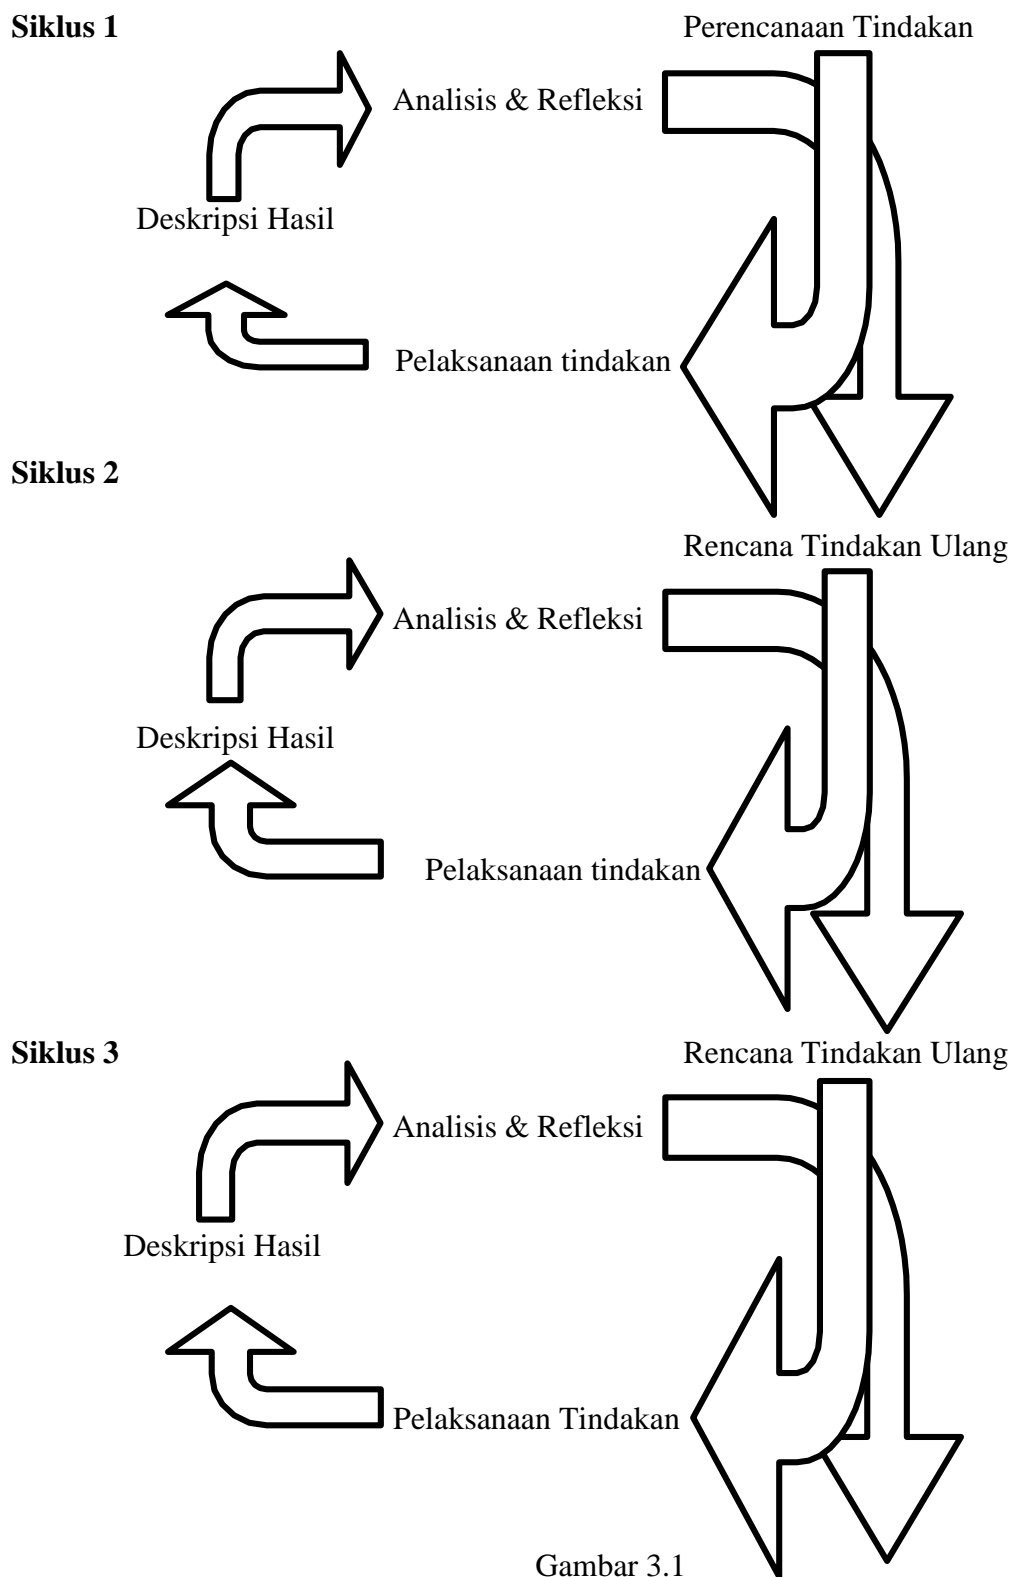 Siklus 1
Perencanaan Tindakan
Analisis & Refleksi
Deskripsi Hasil
Pelaksanaan tindakan
Siklus 2
Rencana Tindakan Ulang
Analisis & Refleksi
Deskripsi Hasil
Pelaksanaan tindakan
Siklus 3
Rencana Tindakan Ulang
Analisis & Refleksi
Deskripsi Hasil
Pelaksanaan Tindakan
Gambar 3.1